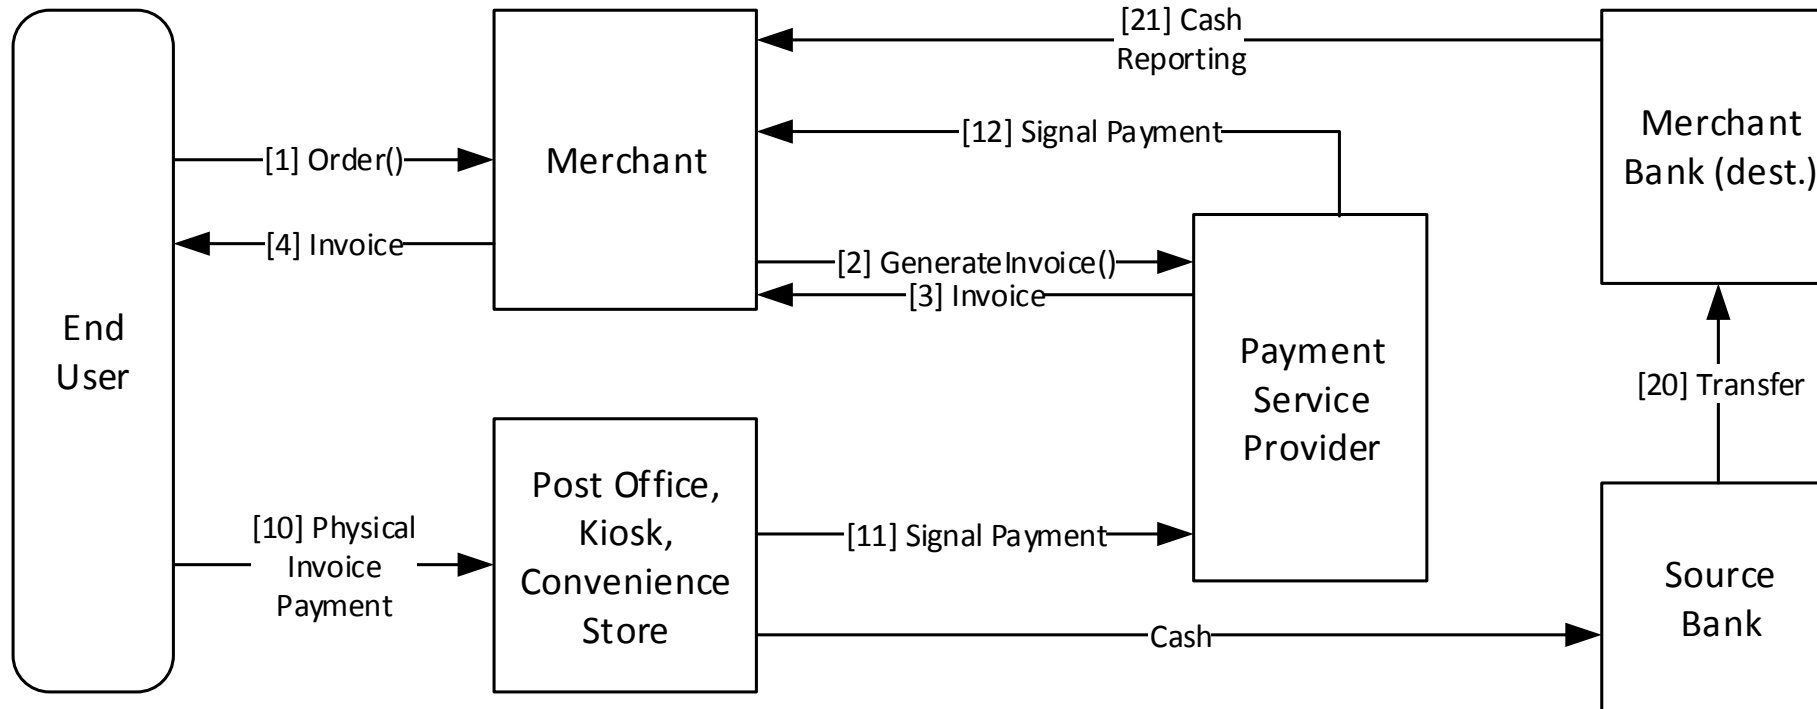 [21] Cash
Reporting
[12] Signal Payment
Merchant
Bank (dest.)
[1] Order()
Merchant
[4] Invoice
[2] GenerateInvoice()
[3] Invoice
End
User
Payment
Service
Provider
[20] Transfer
Post Office,
Kiosk,
Convenience
Store
[10] Physical
Invoice
Payment
[11] Signal Payment
Source
Bank
Cash